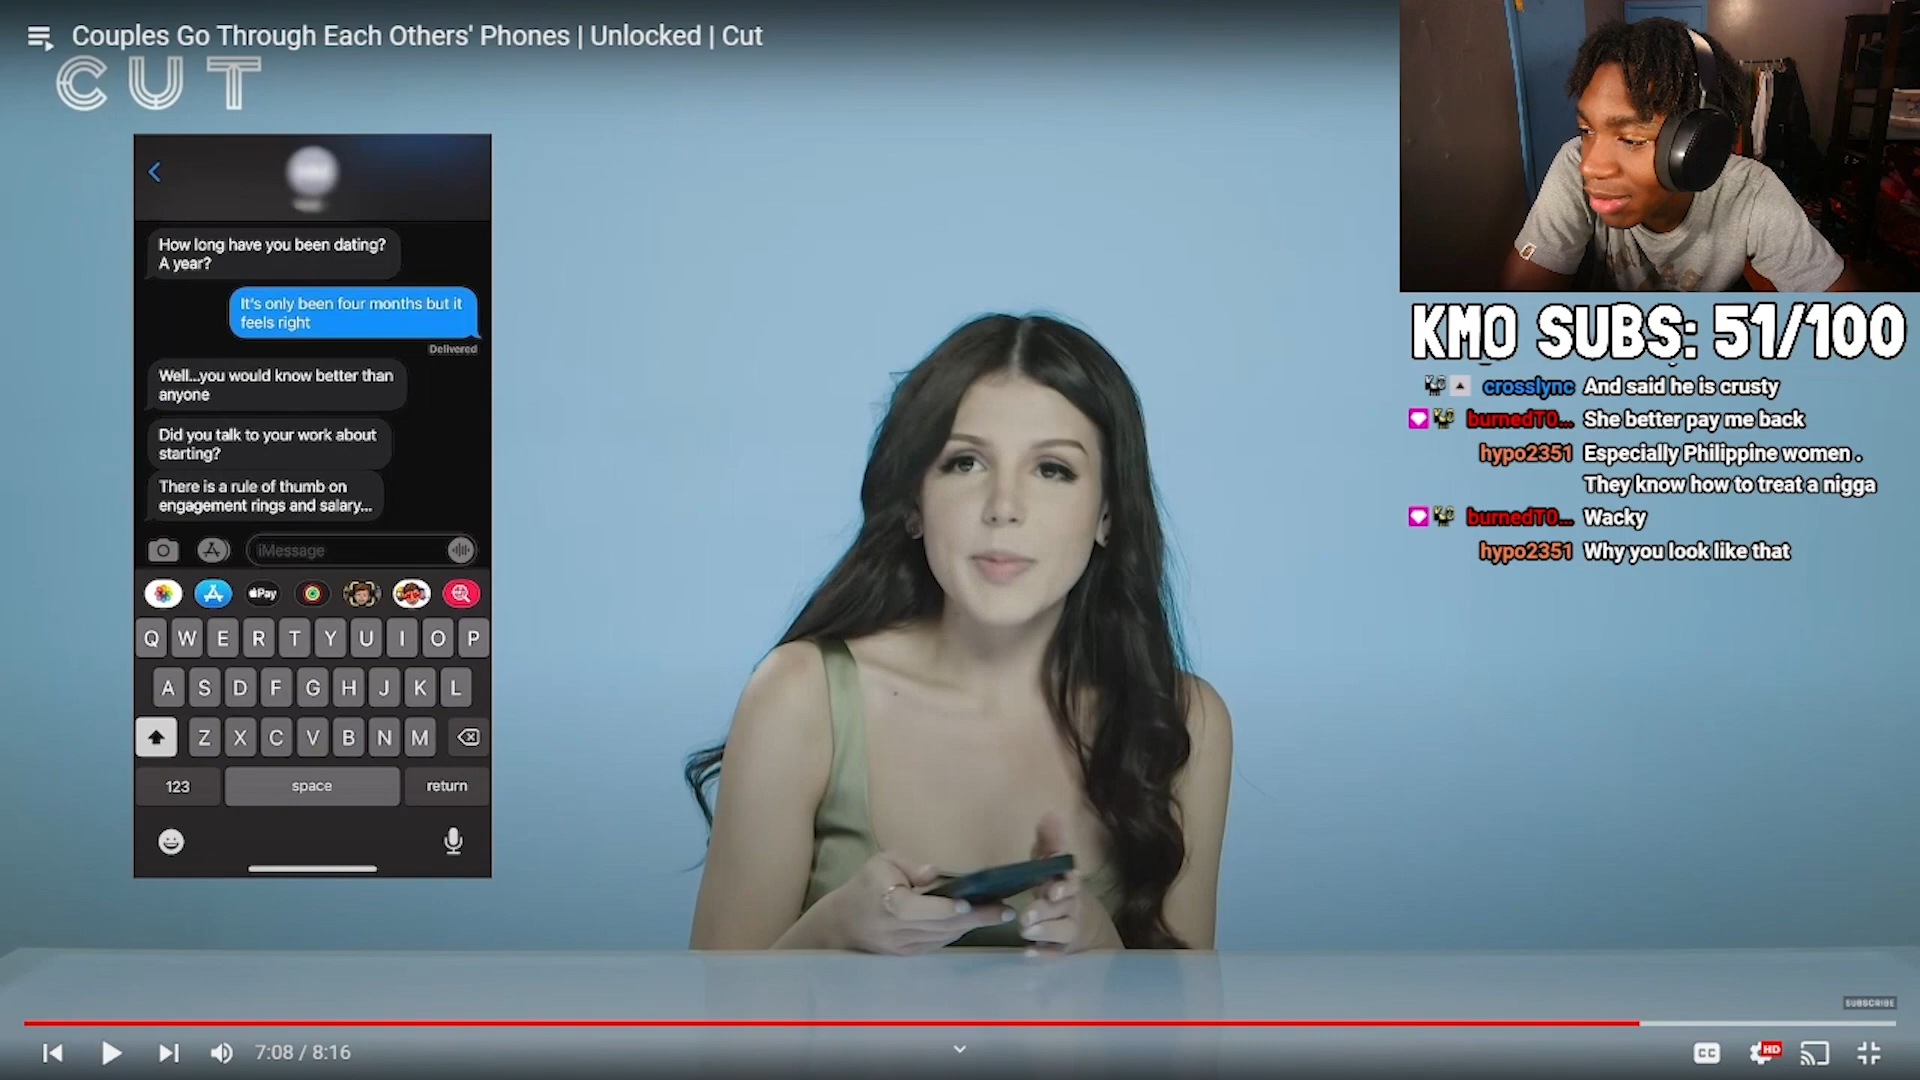 Couples Go Through Each Others' Phones | Unlocked | Cut
CUT
How long have you been dating?
A year?
It's only been four months but it
feels right
Delivered
Well...you would know better than
anyone
Did you talk to your work about
starting?
There is a rule of thumb on
engagement rings and salary...
iMessage
Pay
Q W E R T Y U I O P
A S D F G H J K L
Z X C V B N M
123 space return
KMO SUBS: 51/100
crosslync And said he is crusty
burnedT0... She better pay me back
hypo2351 Especially Philippine women .
They know how to treat a nigga
burnedT0... Wacky
hypo2351 Why you look like that
SUBSCRIBE
7:08 / 8:16
CC HD